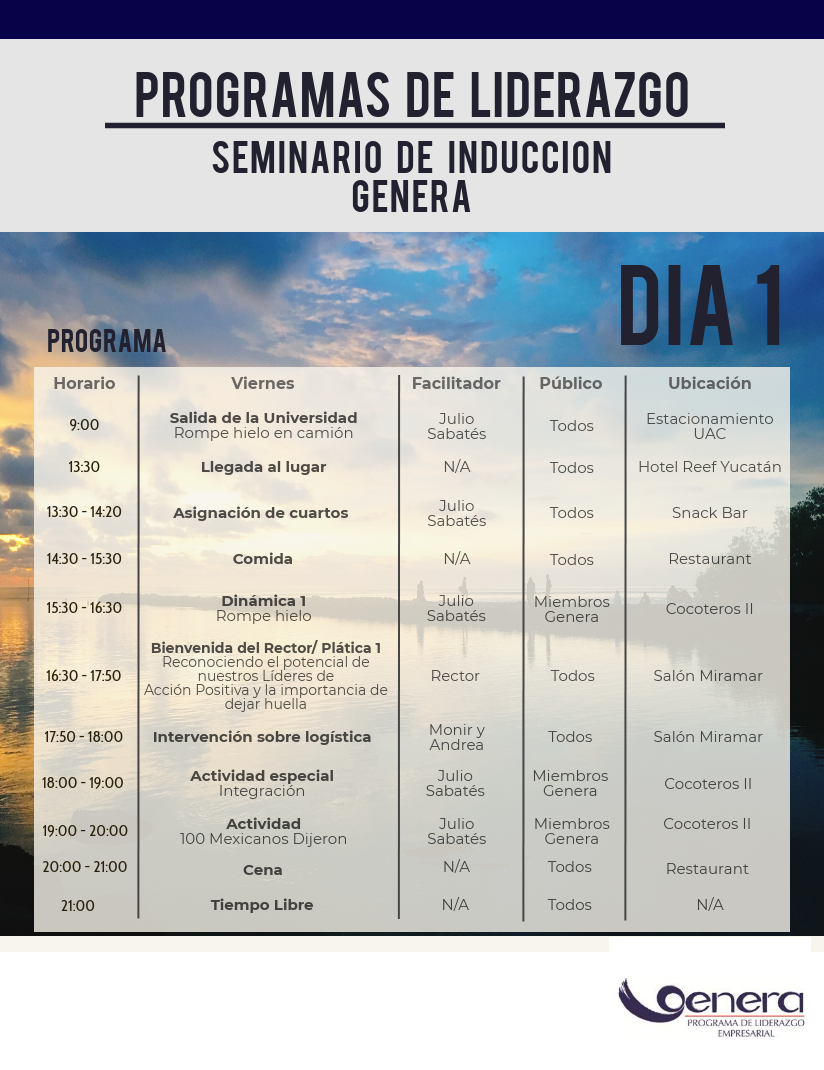 PROGRAMAS DE LIDERAZGO
SEMINARIO DE INDUCCION
GENERA
DIA 1
PROGRAMA
Horario Viernes Facilitador Público Ubicación
9:00 Salida de la Universidad Julio Todos Estacionamiento
Rompe hielo en camión Sabatés UAC
13:30 Llegada al lugar N/A Todos Hotel Reef Yucatán
13:30 - 14:20 Asignación de cuartos Julio Todos Snack Bar
Sabatés
14:30 - 15:30 Comida N/A Todos Restaurant
15:30 - 16:30 Dinámica 1 Julio Miembros Cocoteros II
Rompe hielo Sabatés Genera
Bienvenida del Rector/ Plática 1
Reconociendo el potencial de
16:30 - 17:50 nuestros Líderes de Rector Todos Salón Miramar
Acción Positiva y la importancia de
dejar huella
17:50 - 18:00 Intervención sobre logística Monir y Todos Salón Miramar
Andrea
18:00 - 19:00 Actividad especial Julio Miembros Cocoteros II
Integración Sabatés Genera
19:00 - 20:00 Actividad Julio Miembros Cocoteros II
100 Mexicanos Dijeron Sabatés Genera
20:00 - 21:00 Cena N/A Todos Restaurant
21:00 Tiempo Libre N/A Todos N/A
Genera
PROGRAMA DE LIDERAZGO
EMPRESARIAL